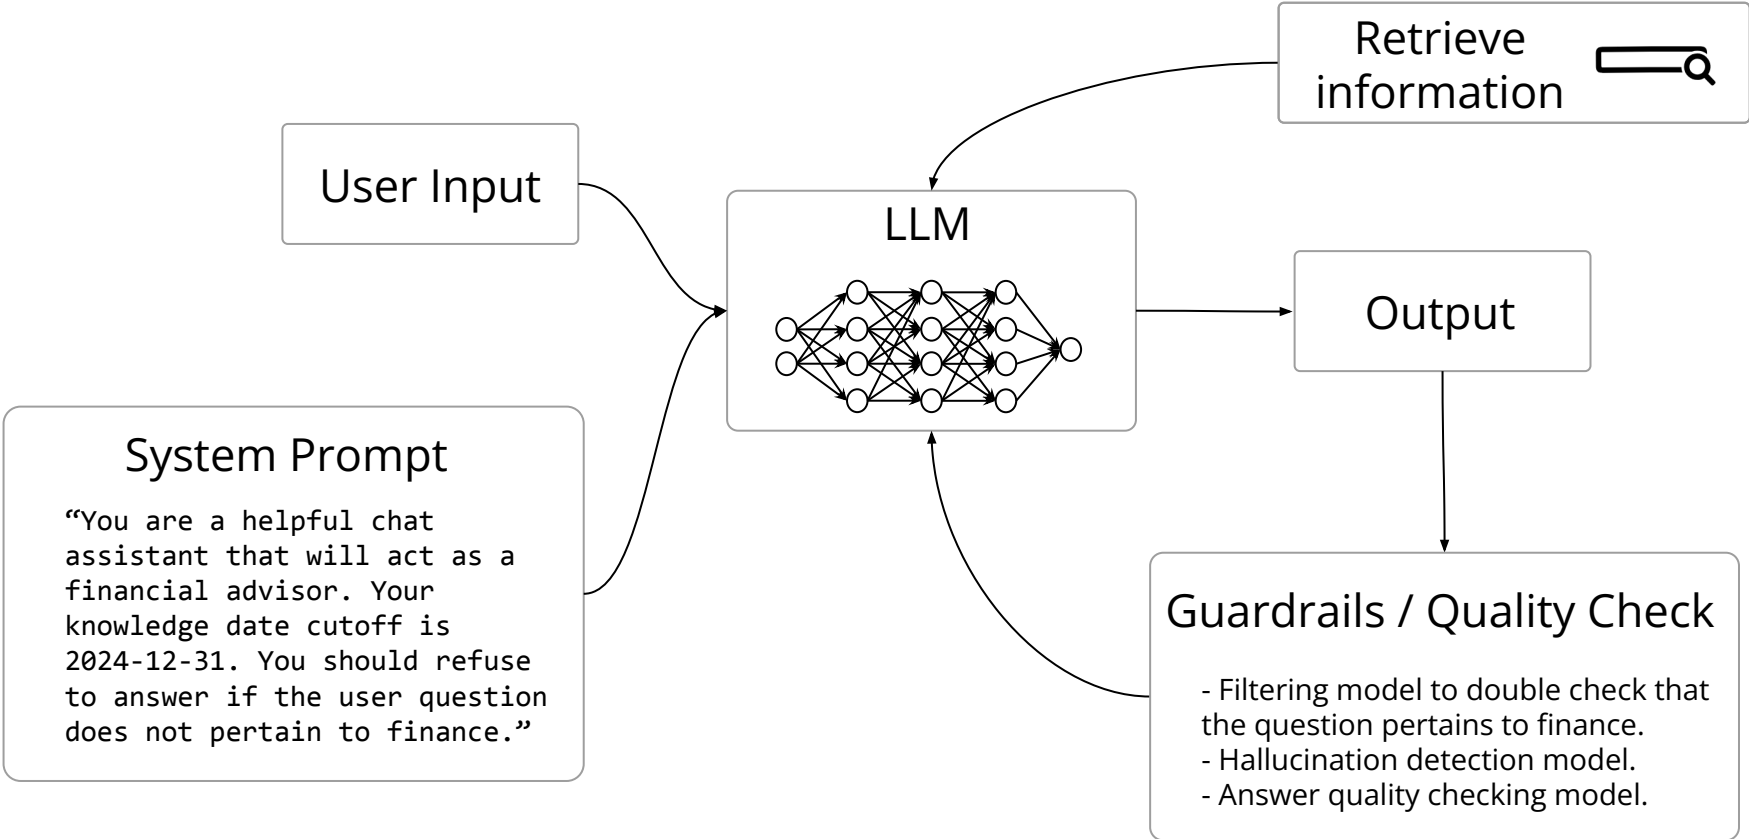 Retrieve
information
User Input
LLM
Output
System Prompt
“You are a helpful chat
assistant that will act as a
financial advisor. Your
knowledge date cutoff is
2024-12-31. You should refuse
to answer if the user question
does not pertain to finance.”
Guardrails / Quality Check
- Filtering model to double check that
the question pertains to finance.
- Hallucination detection model.
- Answer quality checking model.